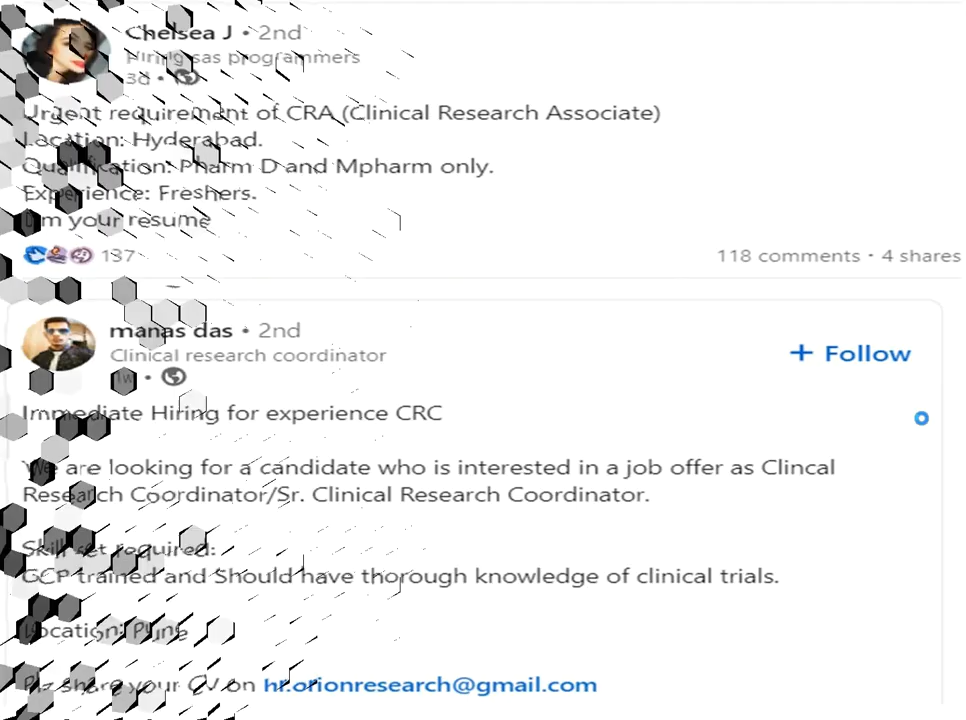 Chelsea J • 2nd
Hiring sas programmers
3d •
Urgent requirement of CRA (Clinical Research Associate)
Location: Hyderabad.
Qualification: Pharm D and Mpharm only.
Experience: Freshers.
your resume
137
118 comments • 4 shares
manas das • 2nd
Clinical research coordinator
1w •
+ Follow
Immediate Hiring for experience CRC
We are looking for a candidate who is interested in a job offer as Clincal
Research Coordinator/Sr. Clinical Research Coordinator.
Skill set required:
GCP trained and Should have thorough knowledge of clinical trials.
Location:
Plz share your CV on hr.orionresearch@gmail.com